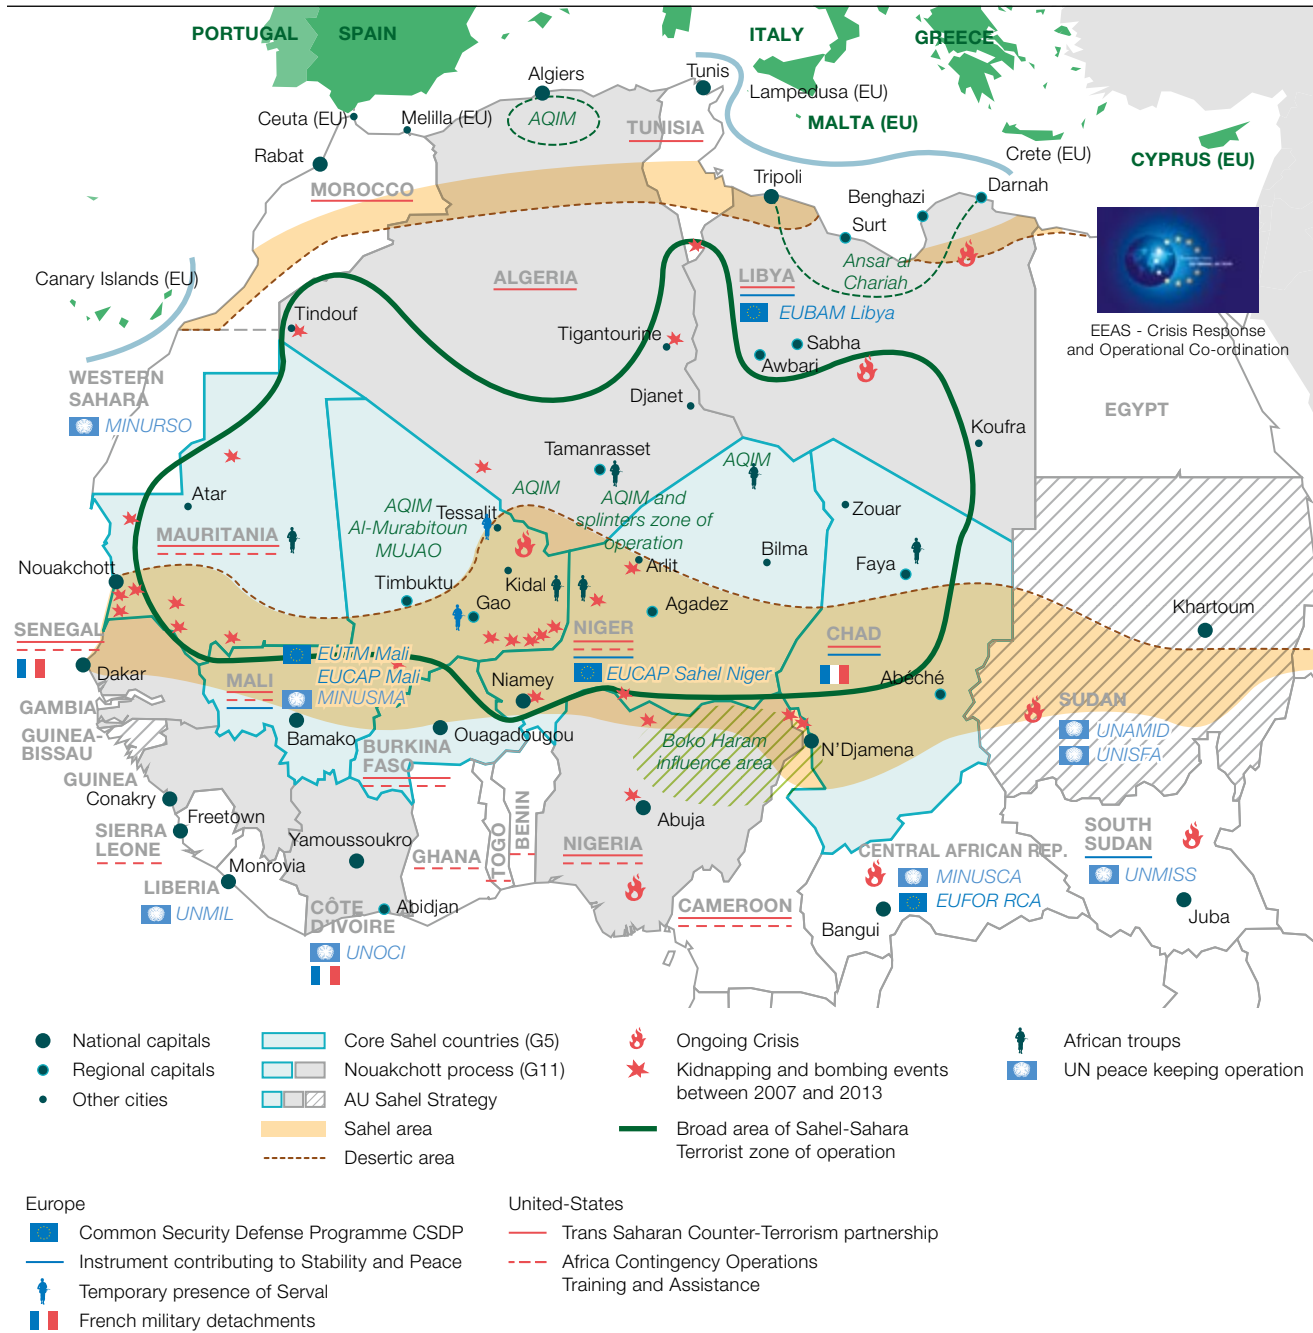 PORTUGAL
SPAIN
ITALY
GREECE
Algiers
Tunis
Lampedusa (EU)
Ceuta (EU)
Melilla (EU)
AQIM
TUNISIA
MALTA (EU)
Rabat
Crete (EU)
CYPRUS (EU)
MOROCCO
Tripoli
Darnah
Benghazi
Surt
Canary Islands (EU)
ALGERIA
LIBYA
Ansar al
Chariah
EUBAM Libya
Tindouf
Tigantourine
Sabha
Awbari
EEAS - Crisis Response
and Operational Co-ordination
WESTERN
SAHARA
MINURSO
Djanet
EGYPT
Koufra
Tamanrasset
AQIM
Atar
AQIM
Al-Murabitoun
MUJAO
AQIM
Tessalit
AQIM and
splinters zone of
operation
Zouar
MAURITANIA
Bilma
Faya
Nouakchott
Timbuktu
Kidal
Arlit
Gao
Agadez
Khartoum
SENEGAL
NIGER
CHAD
EUTM Mali
EUCAP Mali
MINUSMA
EUCAP Sahel Niger
Dakar
MALI
Niamey
Abéché
GAMBIA
SUDAN
UNAMID
UNISFA
GUINEA-
BISSAU
Bamako
Ouagadougou
BURKINA
FASO
Boko Haram
influence area
N'Djamena
GUINEA
Conakry
Freetown
SIERRA
LEONE
Yamoussoukro
GHANA
TOGO
BENIN
NIGERIA
Abuja
SOUTH
SUDAN
UNMISS
Monrovia
LIBERIA
UNMIL
CENTRAL AFRICAN REP.
MINUSCA
EUFOR RCA
CÔTE
D'IVOIRE
Abidjan
UNOCI
CAMEROON
Bangui
Juba
National capitals
Regional capitals
Other cities
Core Sahel countries (G5)
Nouakchott process (G11)
AU Sahel Strategy
Sahel area
Desertic area
Ongoing Crisis
Kidnapping and bombing events
between 2007 and 2013
Broad area of Sahel-Sahara
Terrorist zone of operation
African troups
UN peace keeping operation
Europe
Common Security Defense Programme CSDP
Instrument contributing to Stability and Peace
Temporary presence of Serval
French military detachments
United-States
Trans Saharan Counter-Terrorism partnership
Africa Contingency Operations
Training and Assistance